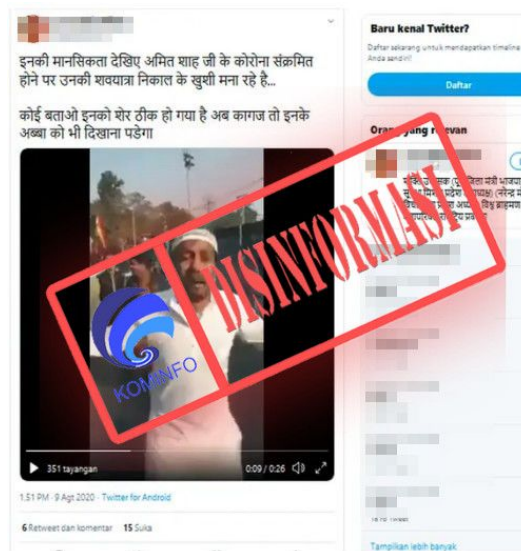 इनकी मानसिकता देखिए अमित शाह जी के कोरोना संक्रमित
होने पर उनकी शवयात्रा निकाल के खुशी मना रहे है...
कोई बताओ इनको शेर ठीक हो गया है अब कागज तो इनके
अब्बा को भी दिखाना पडेगा
DISINFORMASI
KOMINFO
351 tayangan
0:09 / 0:26
1.51 PM · 9 Agt 2020 · Twitter for Android
6 Retweet dan komentar 15 Suka
Baru kenal Twitter?
Daftar sekarang untuk mendapatkan timeline
Anda sendiri!
Daftar
yang
Tampilkan lebih banyak